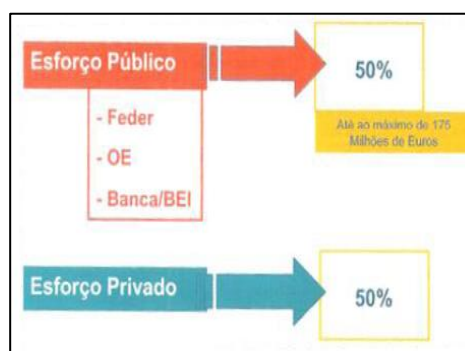 Esforço Público
50%
- Feder
- OE
- Banca/BEI
Até ao máximo de 175
Milhões de Euros
Esforço Privado
50%